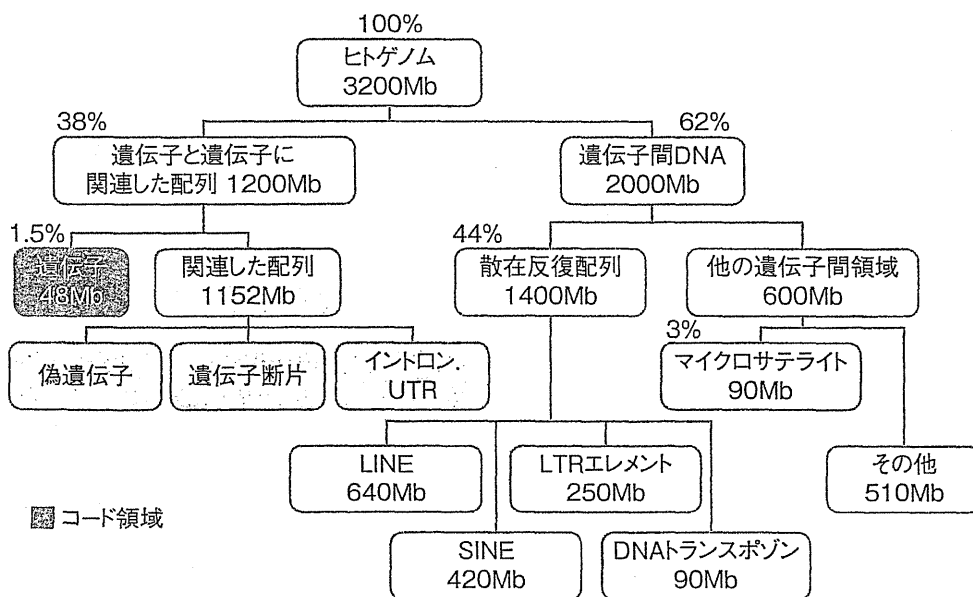 100%
ヒトゲノム
3200Mb
38%
62%
遺伝子と遺伝子に
関連した配列 1200Mb
遺伝子間DNA
2000Mb
1.5%
遺伝子
48Mb
関連した配列
1152Mb
44%
散在反復配列
1400Mb
他の遺伝子間領域
600Mb
偽遺伝子
遺伝子断片
イントロン.
UTR
3%
マイクロサテライト
90Mb
LINE
640Mb
LTRエレメント
250Mb
その他
510Mb
コード領域
SINE
420Mb
DNAトランスポゾン
90Mb